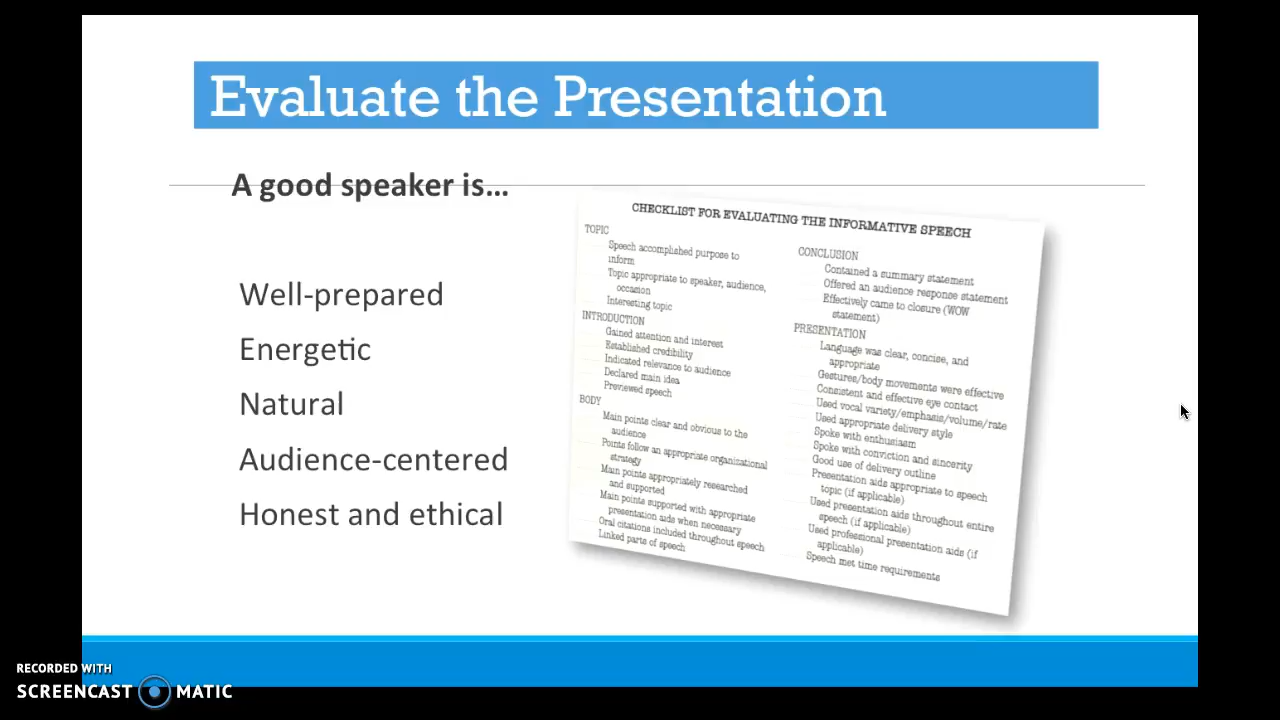 Evaluate the Presentation
A good speaker is...
Well-prepared
Energetic
Natural
Audience-centered
Honest and ethical
CHECKLIST FOR EVALUATING THE INFORMATIVE SPEECH
TOPIC
Speech accomplished purpose to
inform
Topic appropriate to speaker, audience,
occasion
Interesting topic
INTRODUCTION
Gained attention and interest
Established credibility
Indicated relevance to audience
Declared main idea
Previewed speech
BODY
Main points clear and obvious to the
audience
Points follow an appropriate organizational
strategy
Main points appropriately researched
and supported
Main points supported with appropriate
presentation aids when necessary
Oral citations included throughout speech
Linked parts of speech
CONCLUSION
Contained a summary statement
Offered an audience response statement
Effectively came to closure (WOW
statement)
PRESENTATION
Language was clear, concise, and
appropriate
Gestures/body movements were effective
Consistent and effective eye contact
Used vocal variety/emphasis/volume/rate
Used appropriate delivery style
Spoke with enthusiasm
Spoke with conviction and sincerity
Good use of delivery outline
Presentation aids appropriate to speech
topic (if applicable)
Used presentation aids throughout entire
speech (if applicable)
Used professional presentation aids (if
applicable)
Speech met time requirements
RECORDED WITH
SCREENCAST MATIC